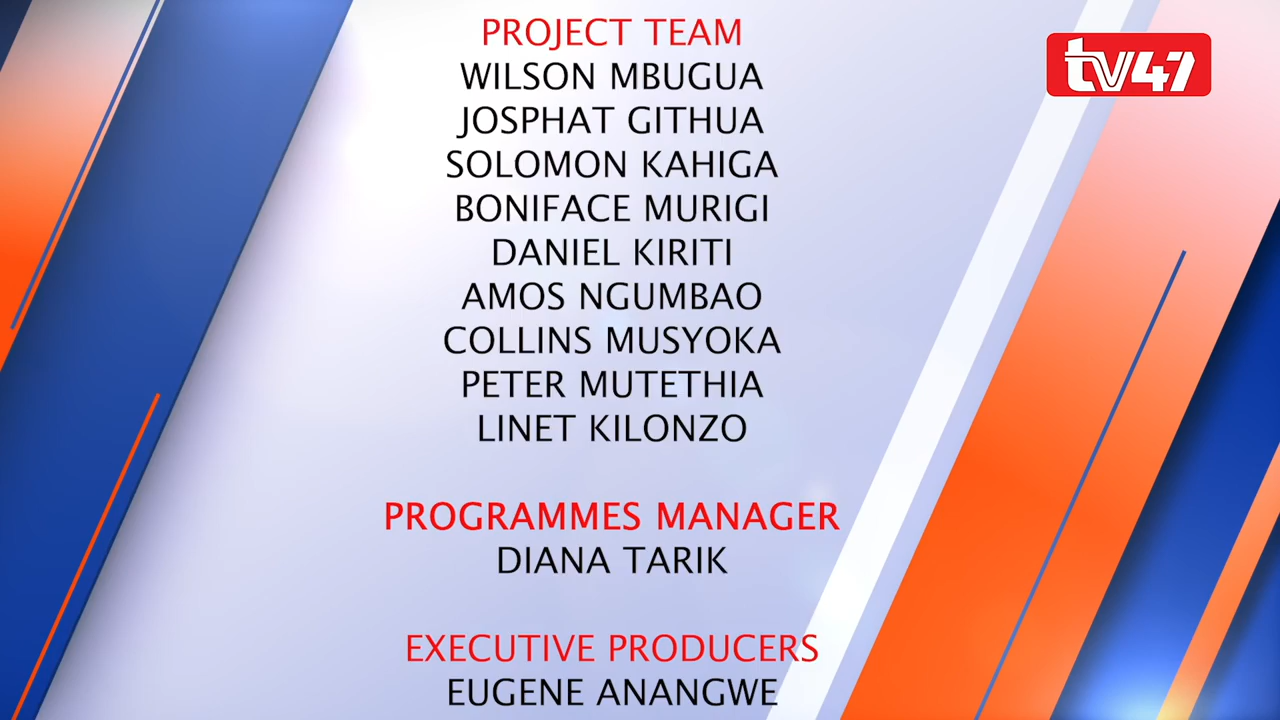 PROJECT TEAM
tv47
WILSON MBUGUA
JOSPHAT GITHUA
SOLOMON KAHIGA
BONIFACE MURIGI
DANIEL KIRITI
AMOS NGUMBAO
COLLINS MUSYOKA
PETER MUTETHIA
LINET KILONZO
PROGRAMMES MANAGER
DIANA TARIK
EXECUTIVE PRODUCERS
EUGENE ANANGWE